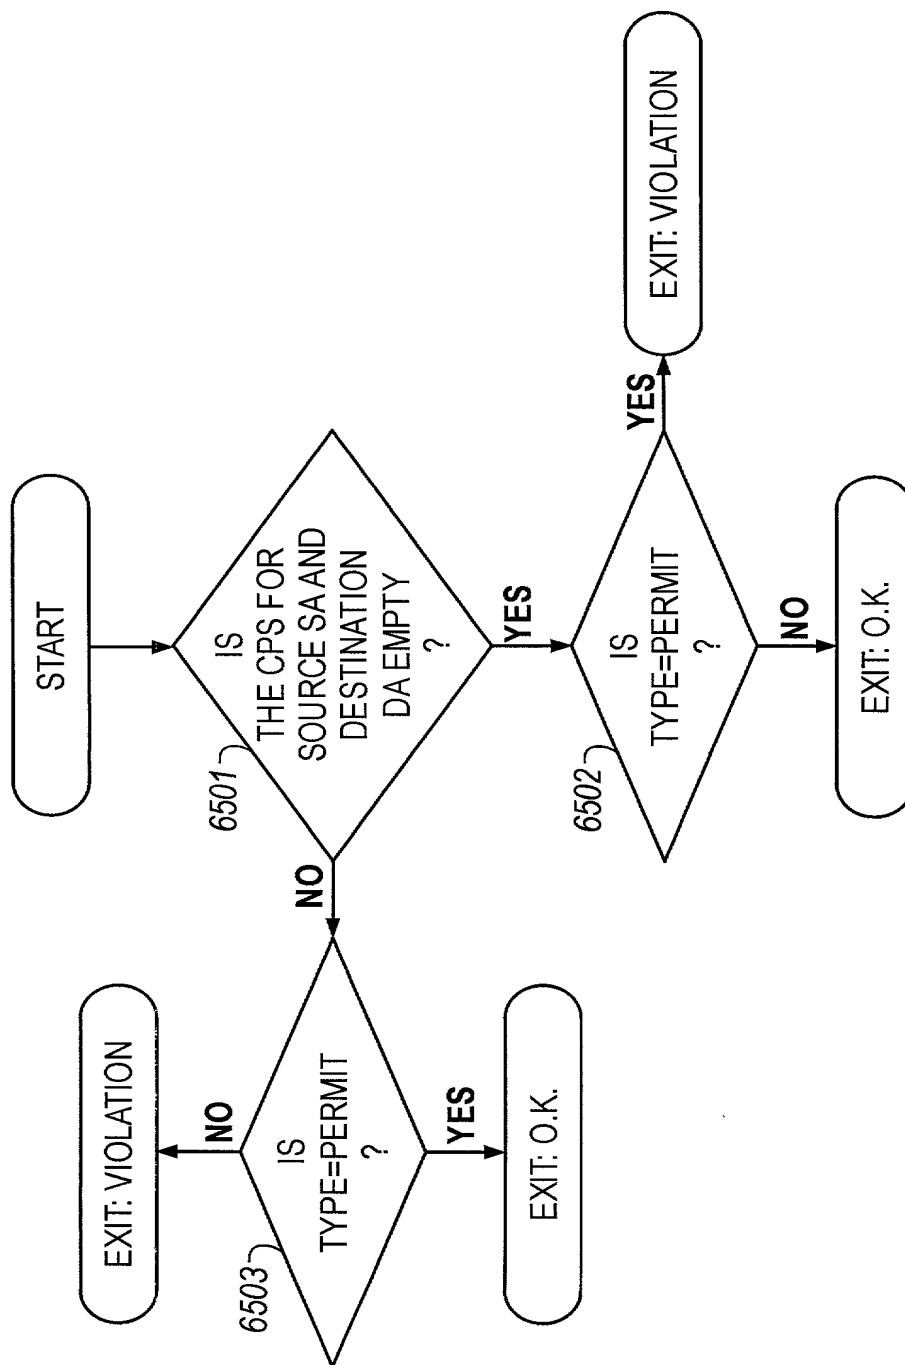 START
IS
THE CPS FOR
SOURCE SA AND
DESTINATION
DA EMPTY
?
6501
NO
YES
IS
TYPE=PERMIT
?
6503
NO
EXIT: VIOLATION
YES
EXIT: O.K.
IS
TYPE=PERMIT
?
6502
YES
EXIT: VIOLATION
NO
EXIT: O.K.